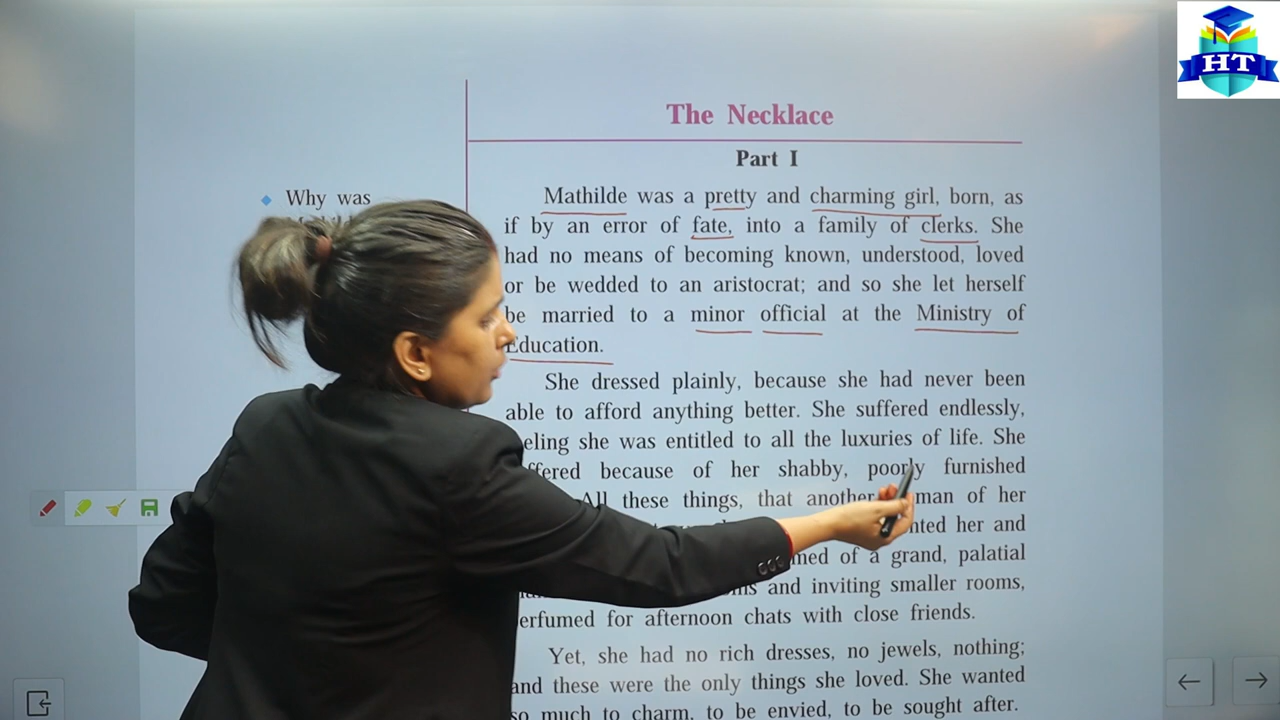 HT
The Necklace
Part I
Why was
Mathilde was a pretty and charming girl, born, as
if by an error of fate, into a family of clerks. She
had no means of becoming known, understood, loved
or be wedded to an aristocrat; and so she let herself
be married to a minor official at the Ministry of
Education.
She dressed plainly, because she had never been
able to afford anything better. She suffered endlessly,
she was entitled to all the luxuries of life. She
because of her shabby, poorly furnished
All these things, that another of her
her and
of a grand, palatial
and inviting smaller rooms,
for afternoon chats with close friends.
Yet, she had no rich dresses, no jewels, nothing;
and these were the only things she loved. She wanted
so much to charm, to be envied, to be sought after.